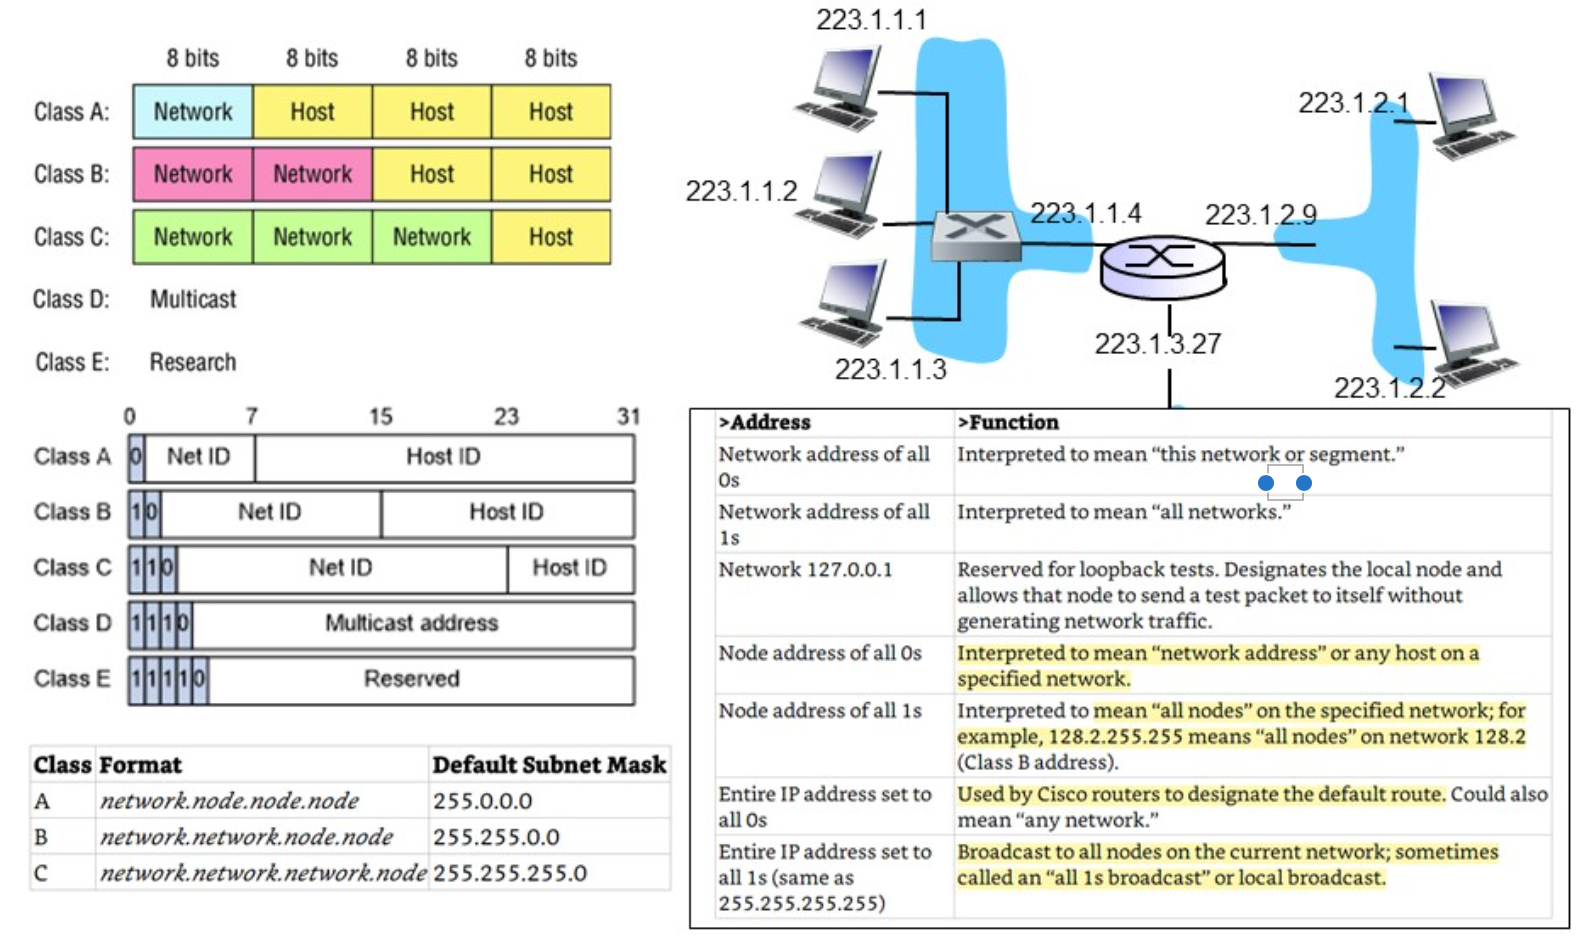 8 bits 8 bits 8 bits 8 bits
Class A: Network Host Host Host
Class B: Network Network Host Host
Class C: Network Network Network Host
Class D: Multicast
Class E: Research
0 7 15 23 31
Class A 0 Net ID Host ID
Class B 1 0 Net ID Host ID
Class C 1 1 0 Net ID Host ID
Class D 1 1 1 0 Multicast address
Class E 1 1 1 1 0 Reserved
Class Format Default Subnet Mask
A network.node.node.node 255.0.0.0
B network.network.node.node 255.255.0.0
C network.network.network.node 255.255.255.0
223.1.1.1
223.1.2.1
223.1.1.2
223.1.1.4
223.1.2.9
223.1.3.27
223.1.1.3
223.1.2.2
>Address >Function
Network address of all
0s
Interpreted to mean “this network or segment.”
Network address of all
1s
Interpreted to mean “all networks.”
Network 127.0.0.1
Reserved for loopback tests. Designates the local node and
allows that node to send a test packet to itself without
generating network traffic.
Node address of all 0s
Interpreted to mean “network address” or any host on a
specified network.
Node address of all 1s
Interpreted to mean “all nodes” on the specified network; for
example, 128.2.255.255 means “all nodes” on network 128.2
(Class B address).
Entire IP address set to
all 0s
Used by Cisco routers to designate the default route. Could also
mean “any network.”
Entire IP address set to
all 1s (same as
255.255.255.255)
Broadcast to all nodes on the current network; sometimes
called an “all 1s broadcast” or local broadcast.